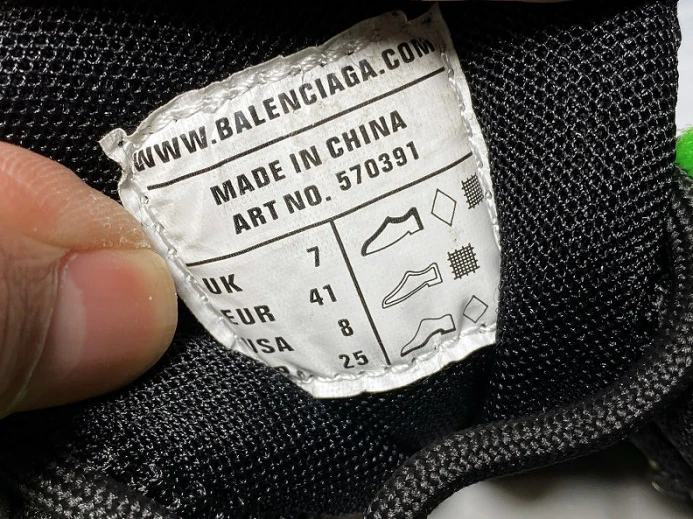 WWW.BALENCIAGA.COM
MADE IN CHINA
ART NO. 570391
UK 7
EUR 41
USA 8
25